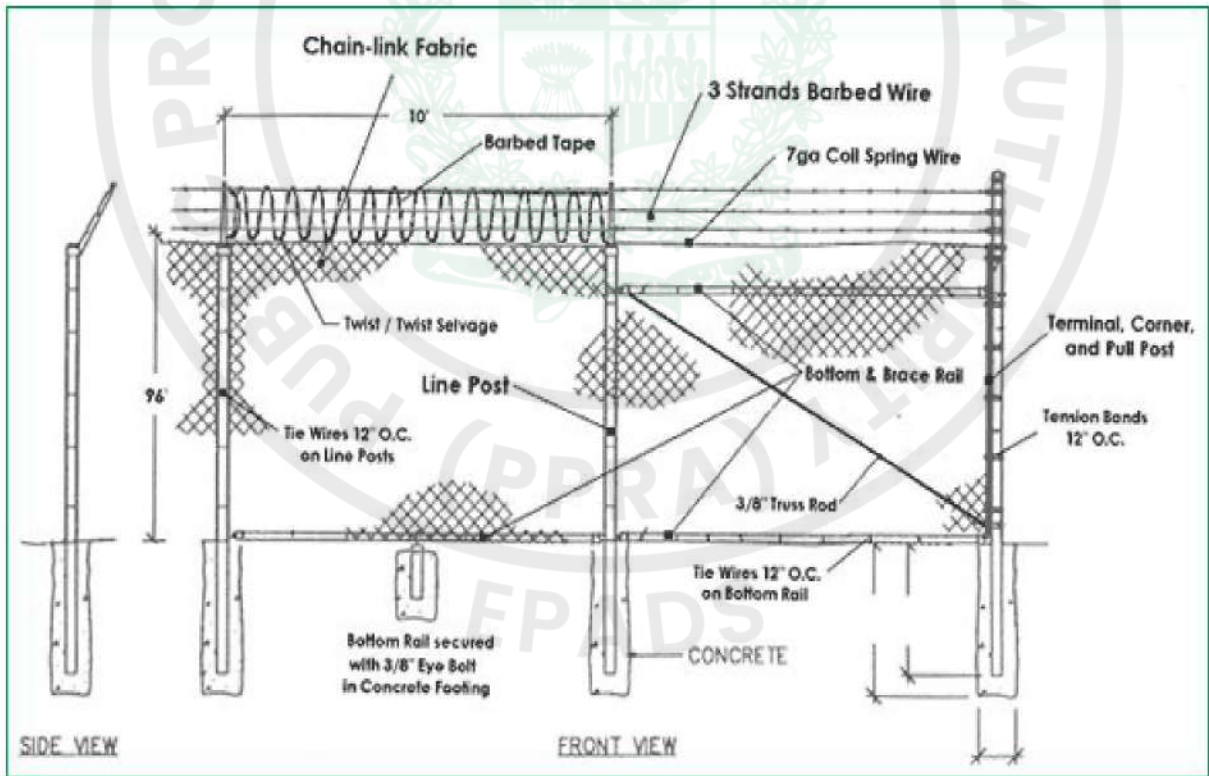 Chain-link Fabric
3 Strands Barbed Wire
10'
Barbed Tape
7ga Coil Spring Wire
Twist / Twist Selvage
Terminal, Corner,
and Pull Post
Bottom & Brace Rail
Line Post
96'
Tie Wires 12" O.C.
on Line Posts
Tension Bands
12" O.C.
3/8" Truss Rod
Tie Wires 12" O.C.
on Bottom Rail
Bottom Rail secured
with 3/8" Eye Bolt
in Concrete Footing
CONCRETE
SIDE VIEW
FRONT VIEW
(PPRA)
EPADS